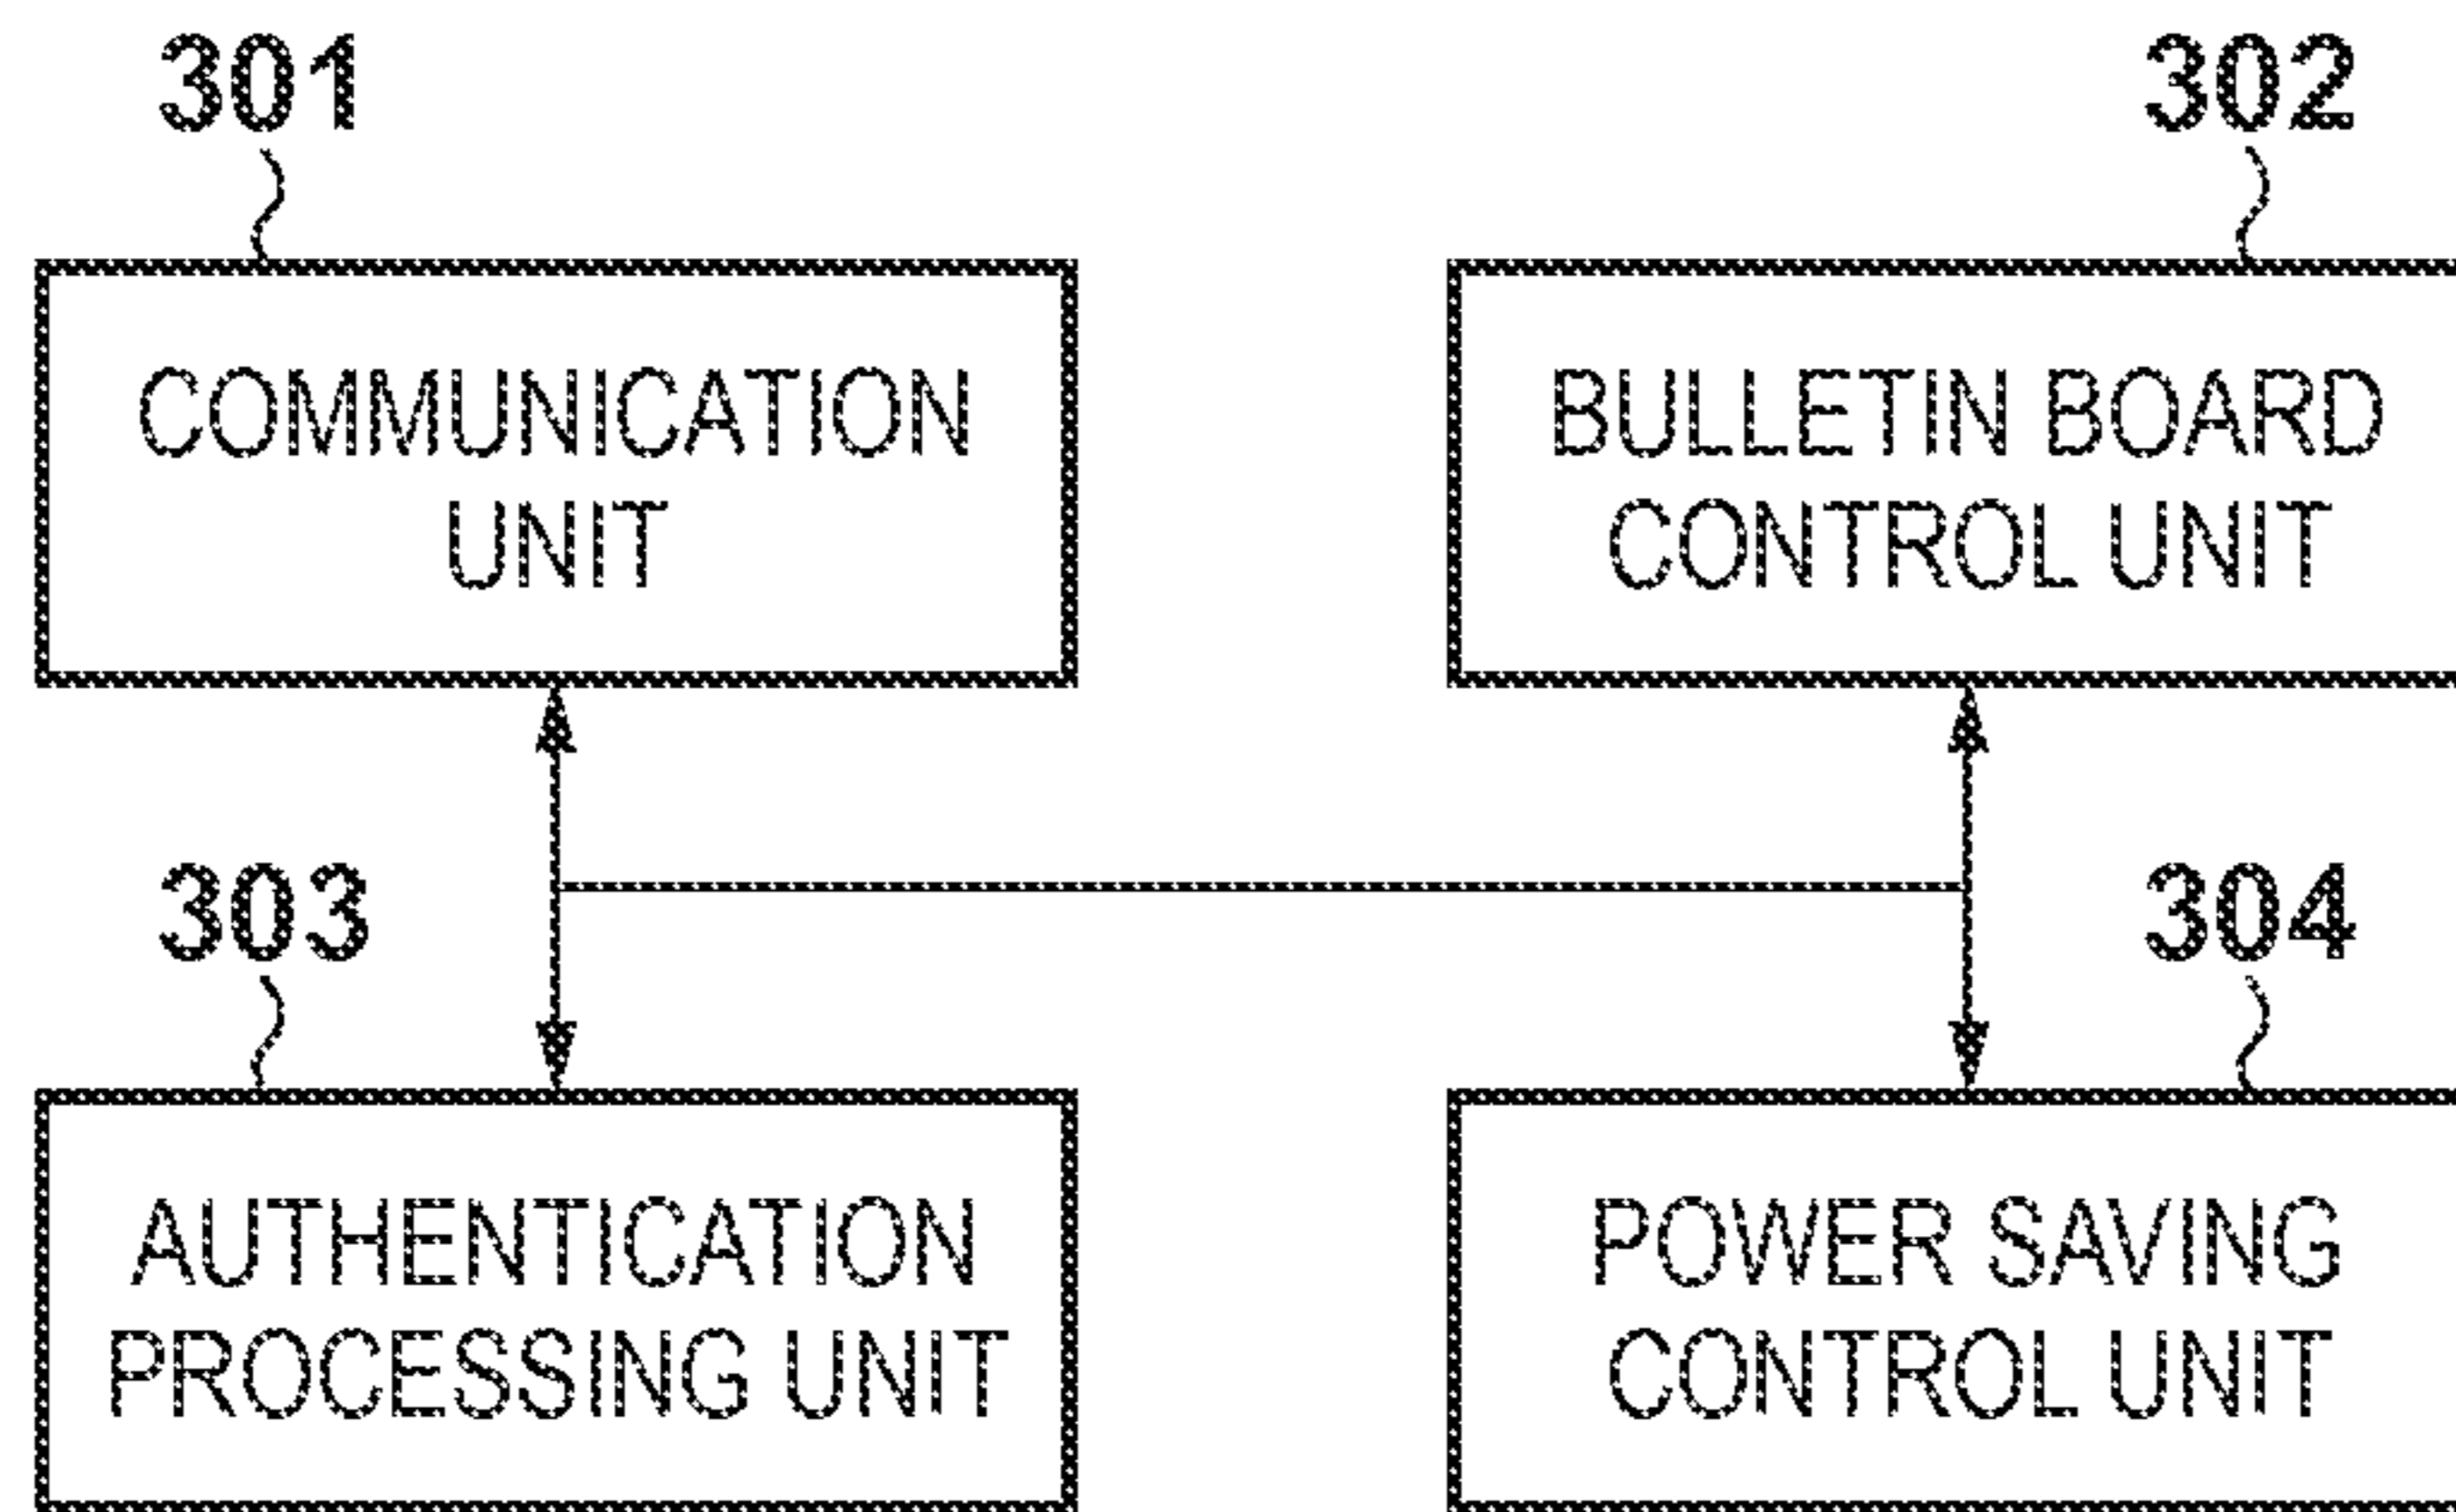 301
COMMUNICATION
UNIT
302
BULLETIN BOARD
CONTROL UNIT
303
AUTHENTICATION
PROCESSING UNIT
304
POWER SAVING
CONTROL UNIT